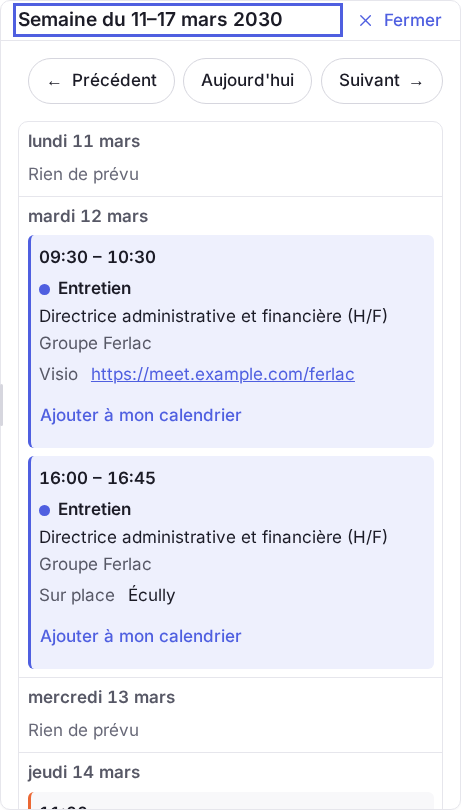 Semaine du 11–17 mars 2030
Fermer
← Précédent
Aujourd'hui
Suivant →
lundi 11 mars
Rien de prévu
mardi 12 mars
09:30 – 10:30
Entretien
Directrice administrative et financière (H/F)
Groupe Ferlac
Visio https://meet.example.com/ferlac
Ajouter à mon calendrier
16:00 – 16:45
Entretien
Directrice administrative et financière (H/F)
Groupe Ferlac
Sur place Écully
Ajouter à mon calendrier
mercredi 13 mars
Rien de prévu
jeudi 14 mars